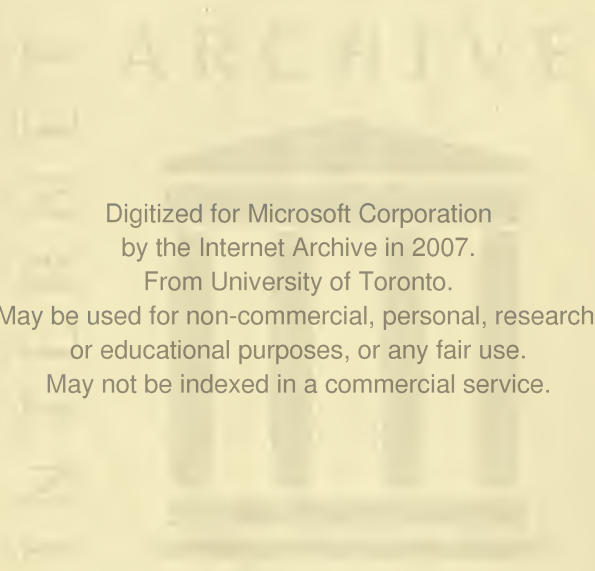 ARCHIVE
INTERNET
Digitized for Microsoft Corporation
by the Internet Archive in 2007.
From University of Toronto.
May be used for non-commercial, personal, research,
or educational purposes, or any fair use.
May not be indexed in a commercial service.